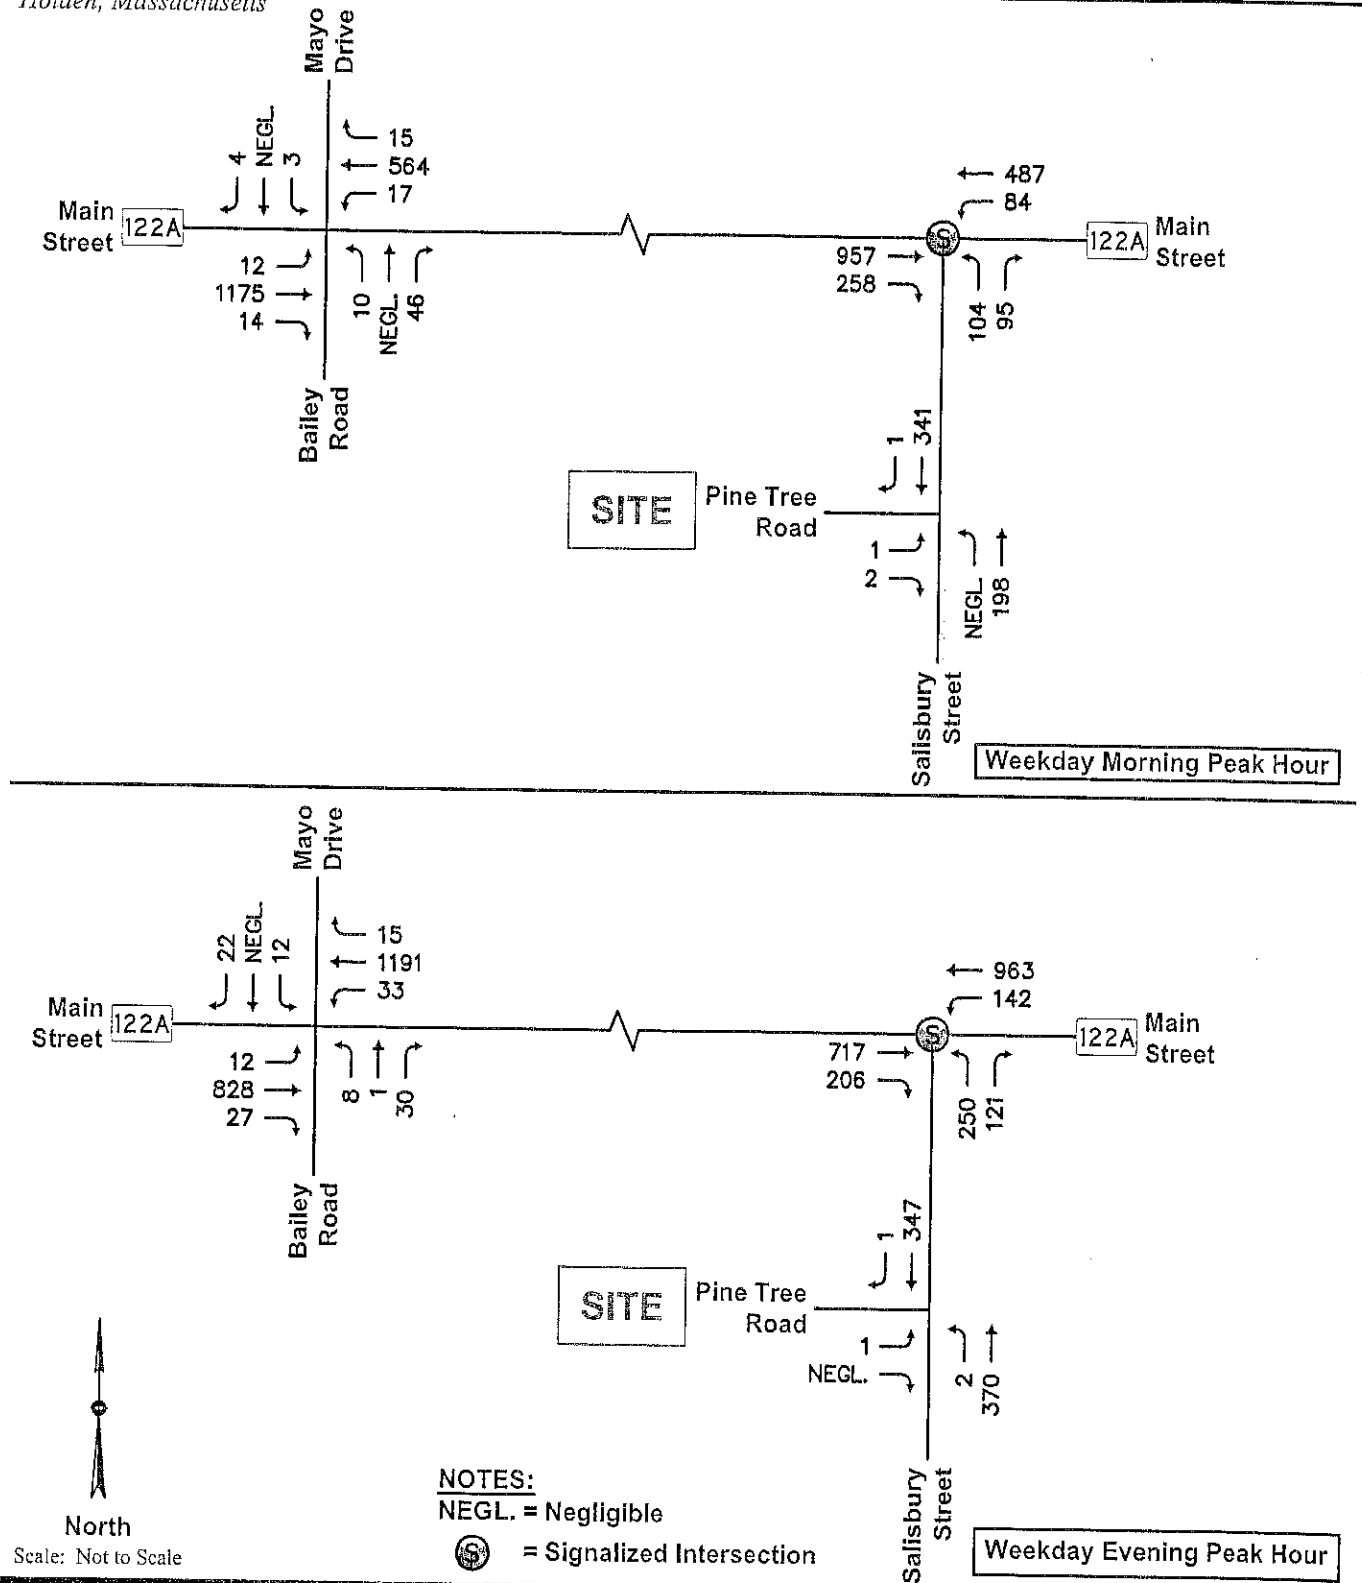 Holden, Massachusetts
Mayo
Drive
4
NEGL.
3
15
564
17
Main
Street
122A
12
1175
14
10
NEGL.
46
Bailey
Road
487
84
S
122A
Main
Street
957
258
104
95
1
341
SITE
Pine Tree
Road
1
2
NEGL.
198
Salisbury
Street
Weekday Morning Peak Hour
Mayo
Drive
22
NEGL.
12
15
1191
33
Main
Street
122A
12
828
27
8
1
30
Bailey
Road
963
142
S
122A
Main
Street
717
206
250
121
1
347
SITE
Pine Tree
Road
1
NEGL.
2
370
Salisbury
Street
North
Scale: Not to Scale
NOTES:
NEGL. = Negligible
S = Signalized Intersection
Weekday Evening Peak Hour